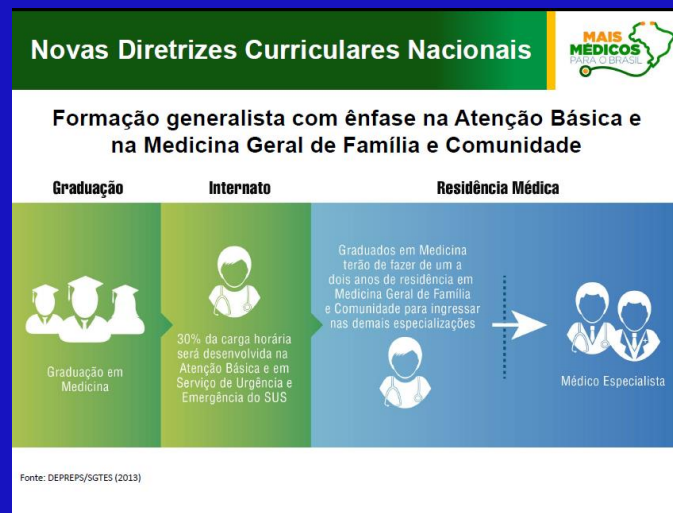 Novas Diretrizes Curriculares Nacionais
MAIS
MÉDICOS
PARA O BRASIL
Formação generalista com ênfase na Atenção Básica e
na Medicina Geral de Família e Comunidade
Graduação
Internato
Residência Médica
Graduação em
Medicina
30% da carga horária
será desenvolvida na
Atenção Básica e em
Serviço de Urgência e
Emergência do SUS
Graduados em Medicina
terão de fazer de um a
dois anos de residência em
Medicina Geral de Família
e Comunidade para ingressar
nas demais especializações
Médico Especialista
Fonte: DEPREPS/SGTES (2013)